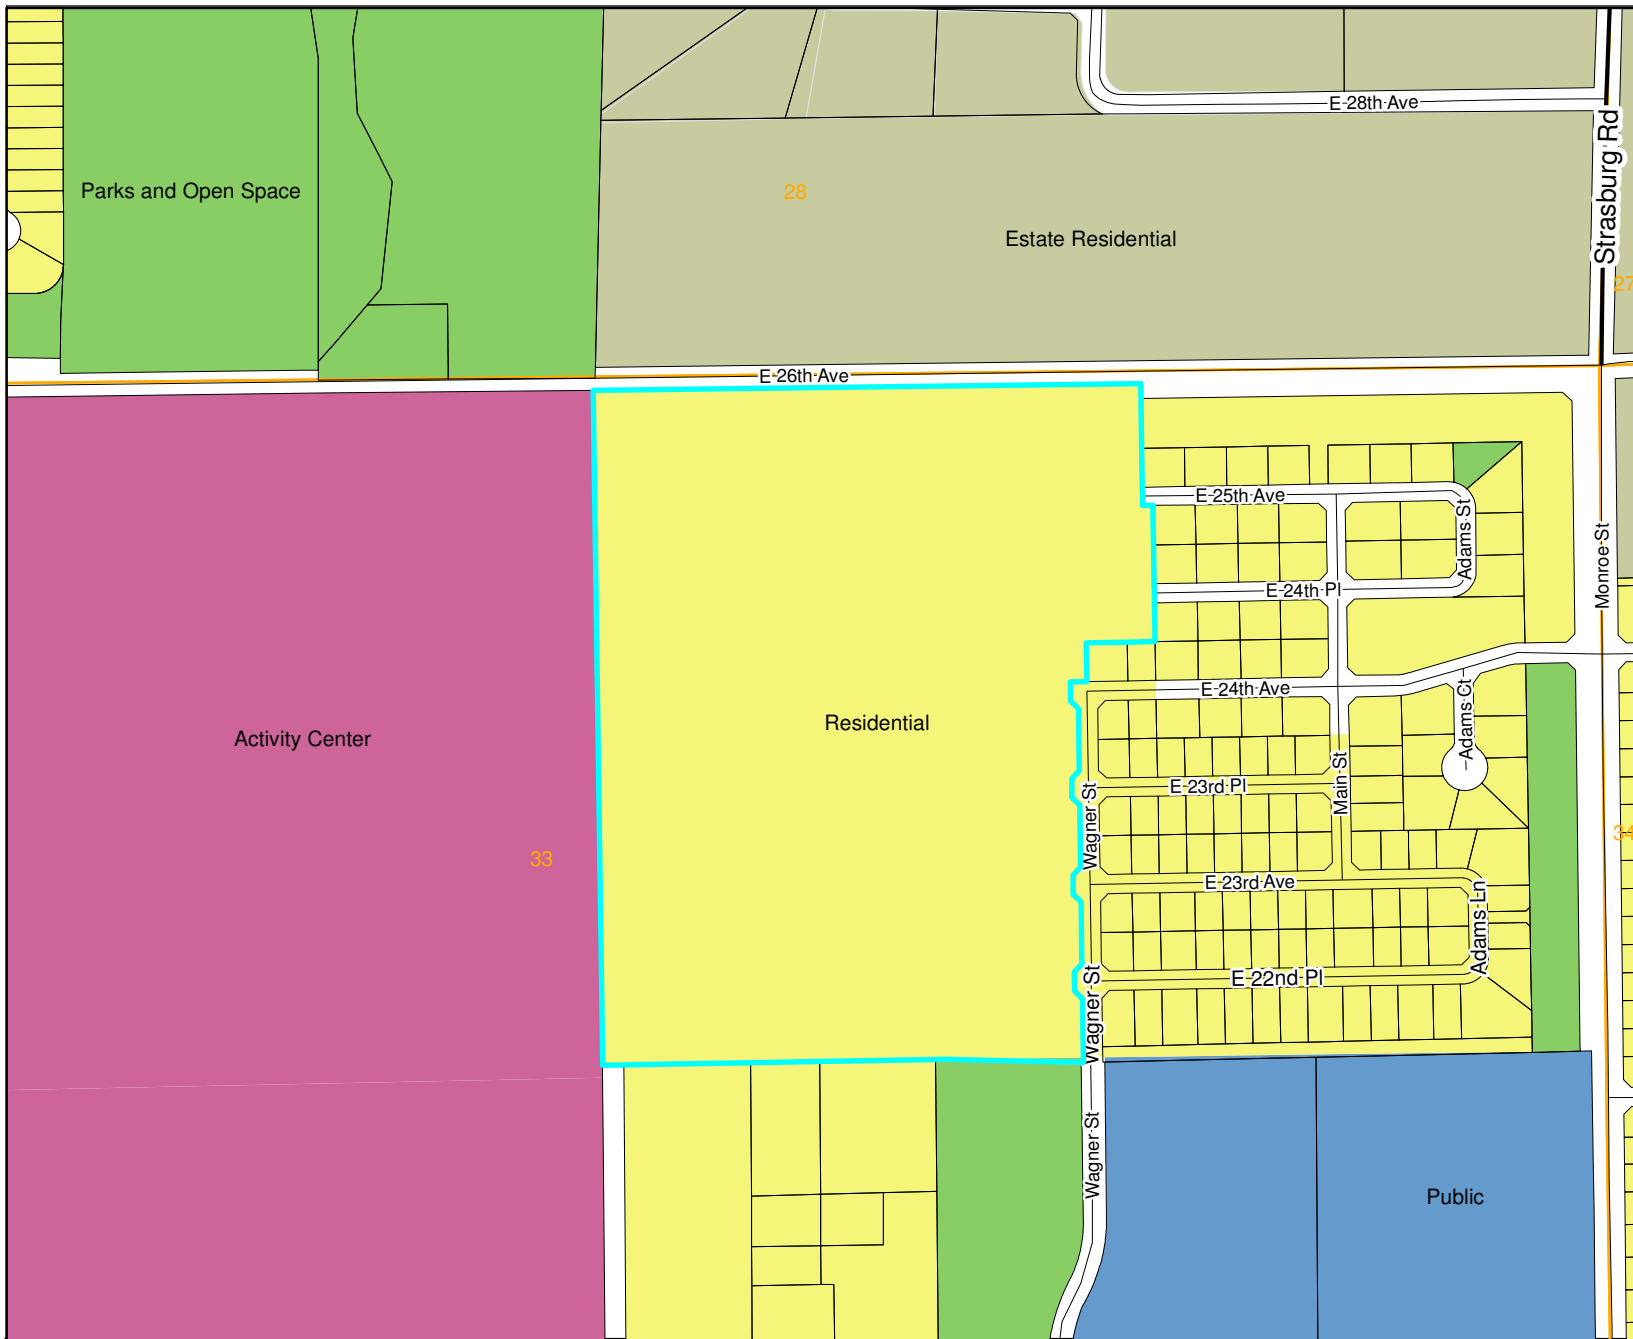 E 28th Ave
Strasburg Rd
Parks and Open Space
28
Estate Residential
27
E 26th Ave
E 25th Ave
Adams St
Monroe St
E 24th Pl
E 24th Ave
Adams Ct
Residential
Activity Center
Main St
E 23rd Pl
Wagner St
34
33
E 23rd Ave
Adams Ln
E 22nd Pl
Wagner St
Wagner St
Public